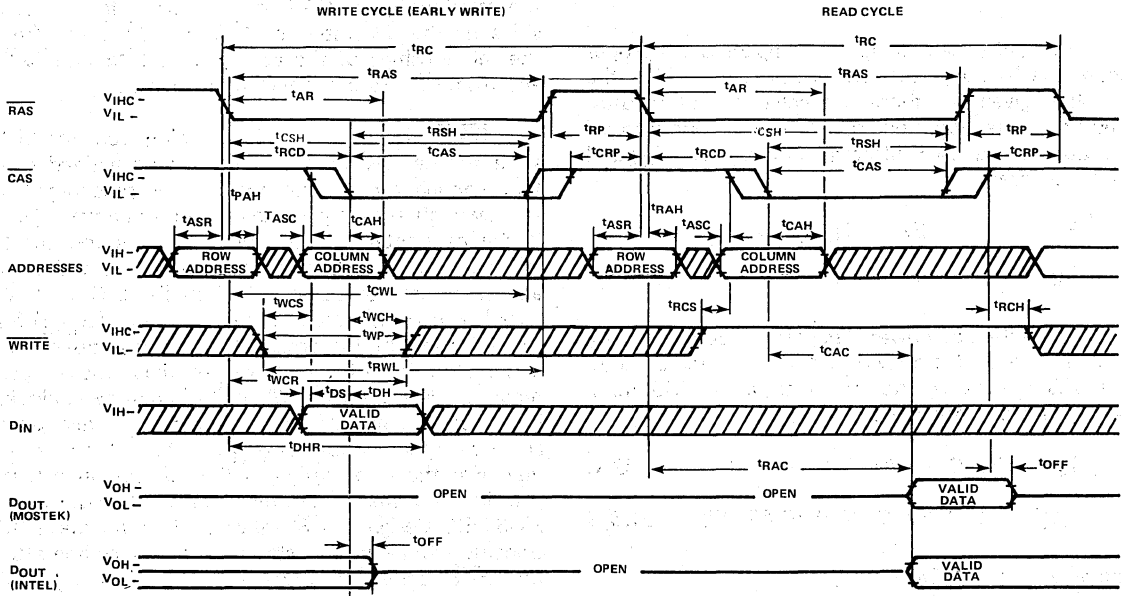 WRITE CYCLE (EARLY WRITE) READ CYCLE
tRC tRC
tRAS tRAS
tAR tAR
RAS VIHC
VIL
tCSH tRSH tRP CSH tRSH tRP
tRCD tCAS tCRP tRCD tCAS tCRP
CAS VIHC
VIL
tPAH tRAH
tASR TASC tCAH tASR tASC tCAH
ADDRESSES VIH
VIL
ROW ADDRESS COLUMN ADDRESS ROW ADDRESS COLUMN ADDRESS
tCWL
tWCS tWCH tRCS tRCH
WRITE VIHC
VIL
tWP
tRWL tCAC
tWCR
tDS tDH
DIN VIH
VALID DATA
tDHR
tRAC tOFF
DOUT (MOSTEK) VOH
VOL
OPEN OPEN VALID DATA
tOFF
DOUT (INTEL) VOH
VOL
OPEN VALID DATA